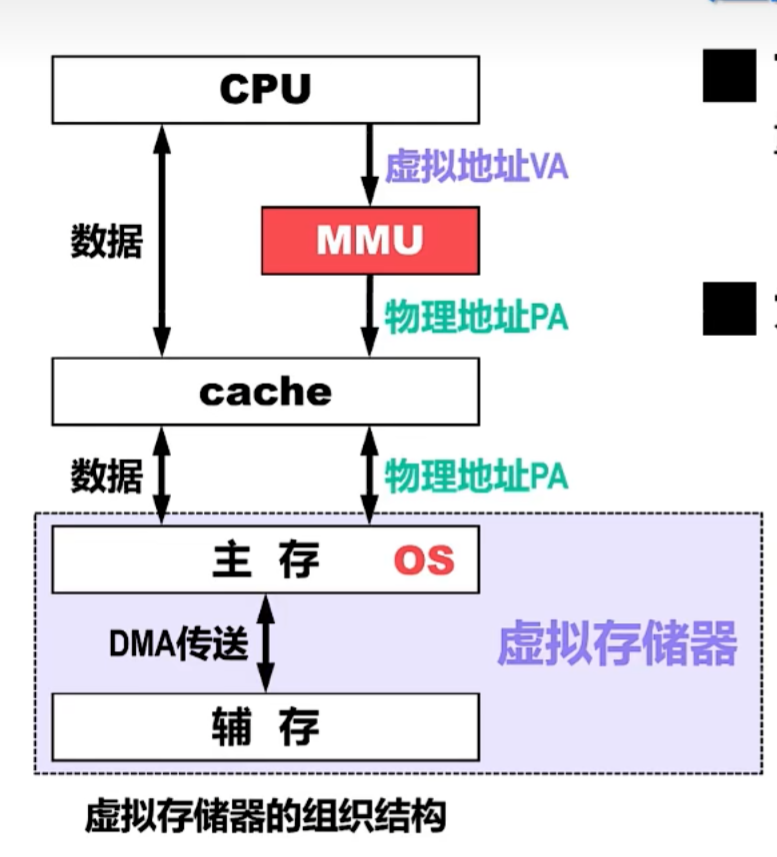 CPU
虚拟地址VA
数据
MMU
物理地址PA
cache
数据
物理地址PA
主 存 OS
DMA传送
虚拟存储器
辅 存
虚拟存储器的组织结构